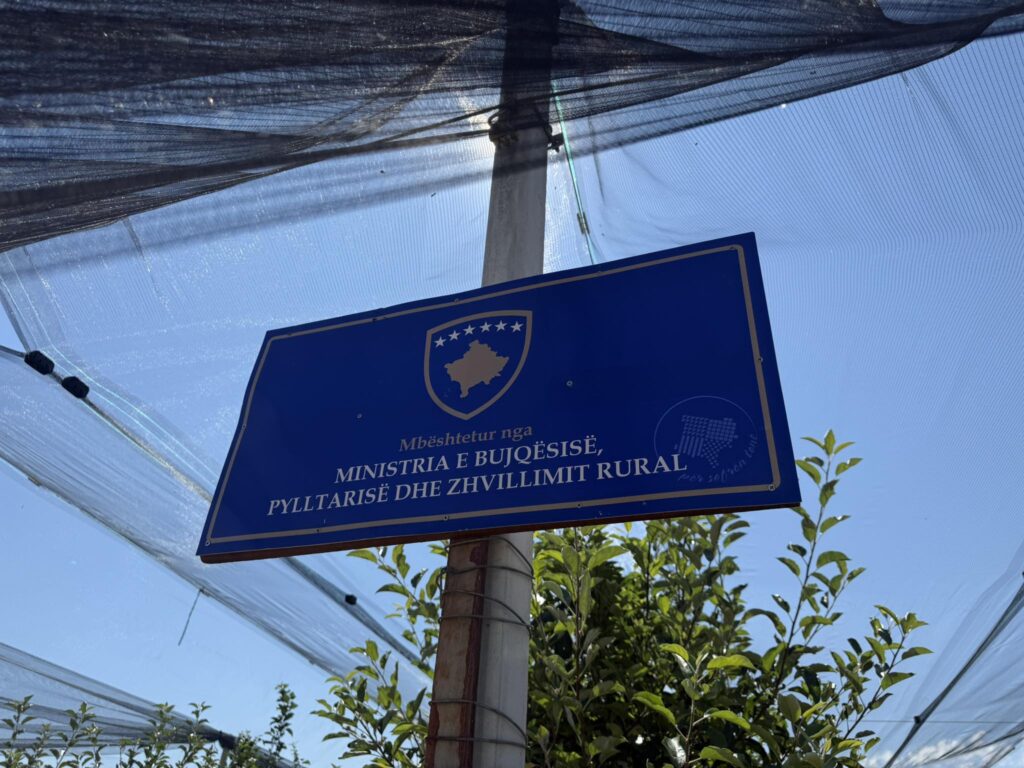 Mbështetur nga
MINISTRIA E BUJQËSISË,
PYLLTARISË DHE ZHVILLIMIT RURAL